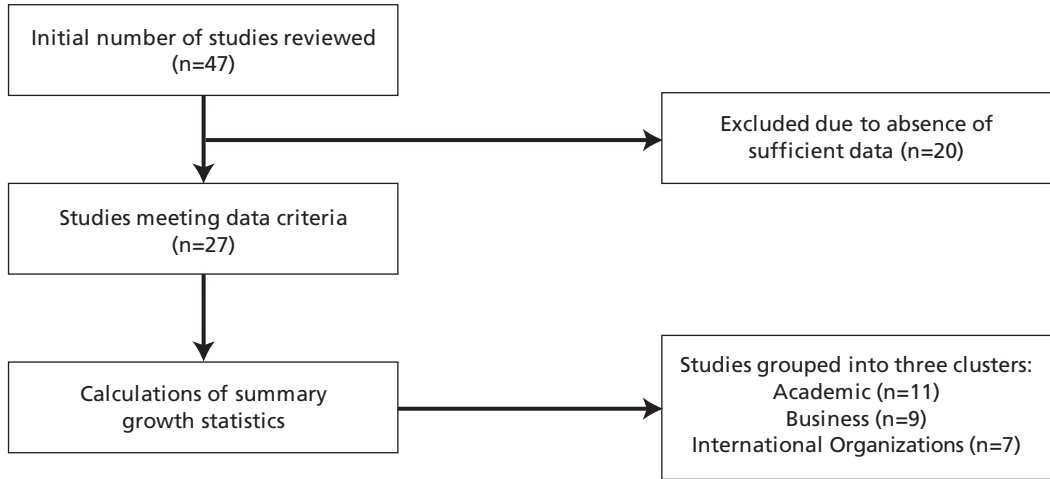 Initial number of studies reviewed
(n=47)
Excluded due to absence of
sufficient data (n=20)
Studies meeting data criteria
(n=27)
Calculations of summary
growth statistics
Studies grouped into three clusters:
Academic (n=11)
Business (n=9)
International Organizations (n=7)